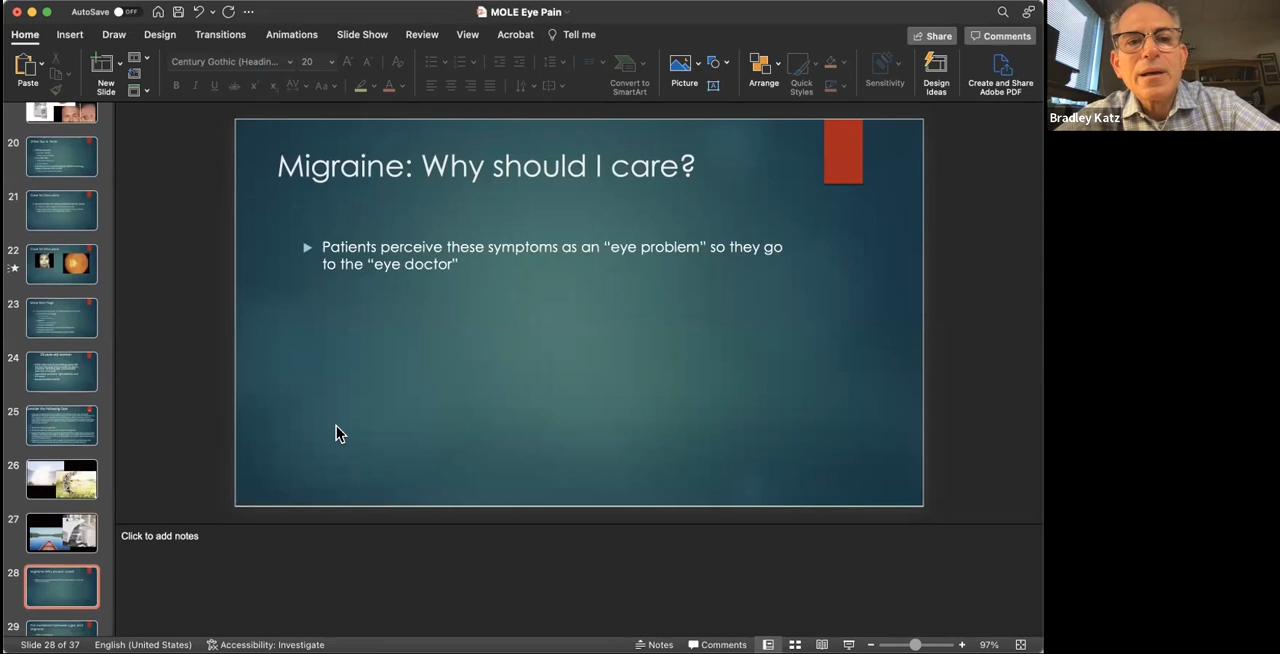 AutoSave OFF
MOLE Eye Pain
Home Insert Draw Design Transitions Animations Slide Show Review View Acrobat Tell me
Share Comments
Paste
New
Slide
Century Gothic (Headin...
20
Convert to
SmartArt
Picture
Arrange
Quick
Styles
Sensitivity
Design
Ideas
Create and Share
Adobe PDF
Bradley Katz
20
21
22
23
24
25
26
27
28
29
Migraine: Why should I care?
Patients perceive these symptoms as an “eye problem” so they go
to the “eye doctor”
Click to add notes
Slide 28 of 37 English (United States) Accessibility: Investigate Notes Comments 97%